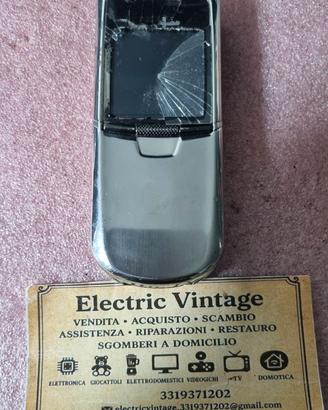 Electric Vintage
VENDITA • ACQUISTO • SCAMBIO
ASSISTENZA • RIPARAZIONI • RESTAURO
SGOMBERI A DOMICILIO
ELETTRONICA GIOCATTOLI ELETTRODOMESTICI VIDEOGIOCHI TV DOMOTICA
3319371202
electricvintage.3319371202@gmail.com